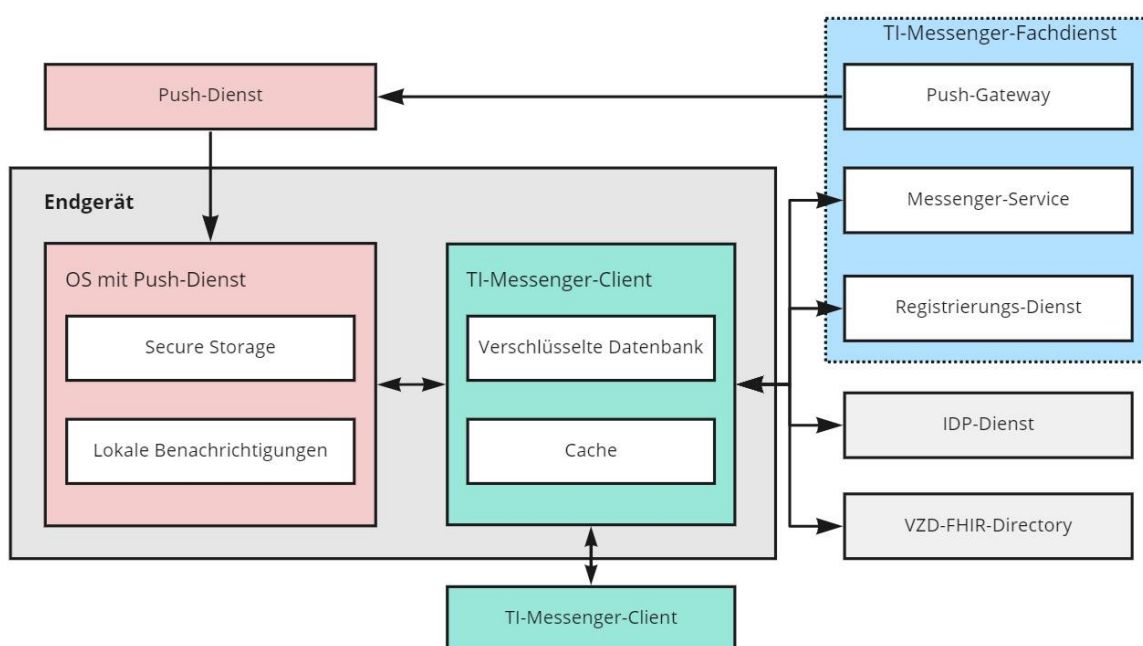 TI-Messenger-Fachdienst
Push-Dienst
Push-Gateway
Endgerät
Messenger-Service
OS mit Push-Dienst
TI-Messenger-Client
Registrierungs-Dienst
Secure Storage
Verschlüsselte Datenbank
IDP-Dienst
Lokale Benachrichtigungen
Cache
VZD-FHIR-Directory
TI-Messenger-Client